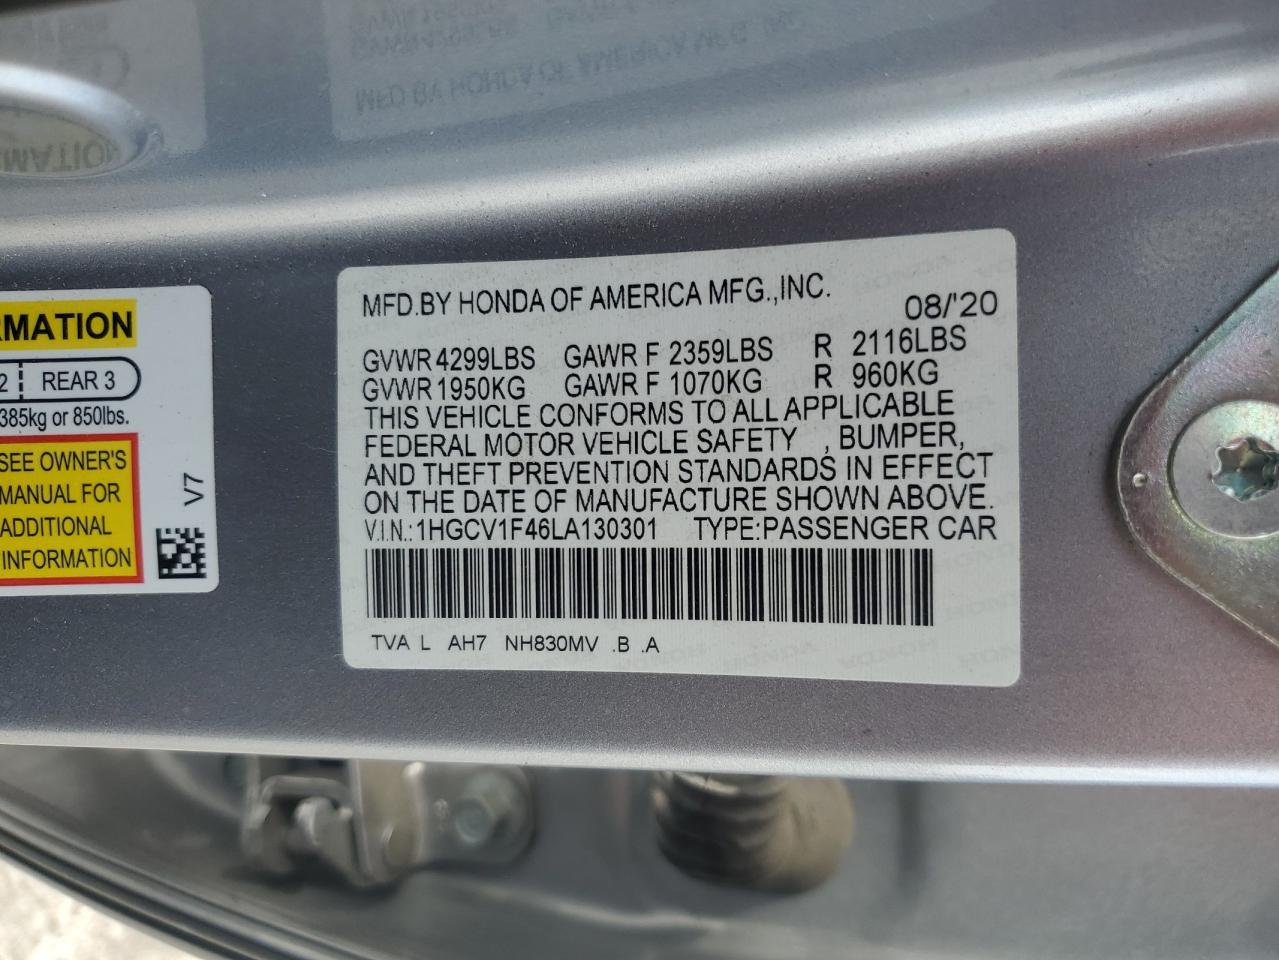 MFD.BY HONDA OF AMERICA MFG.,INC.
08/'20
GVWR 4299LBS GAWR F 2359LBS R 2116LBS
GVWR 1950KG GAWR F 1070KG R 960KG
THIS VEHICLE CONFORMS TO ALL APPLICABLE
FEDERAL MOTOR VEHICLE SAFETY , BUMPER,
AND THEFT PREVENTION STANDARDS IN EFFECT
ON THE DATE OF MANUFACTURE SHOWN ABOVE.
V.I.N.:1HGCV1F46LA130301 TYPE:PASSENGER CAR
TVA L AH7 NH830MV .B .A
RMATION
2 REAR 3
385kg or 850lbs.
SEE OWNER'S
MANUAL FOR
ADDITIONAL
INFORMATION
V7